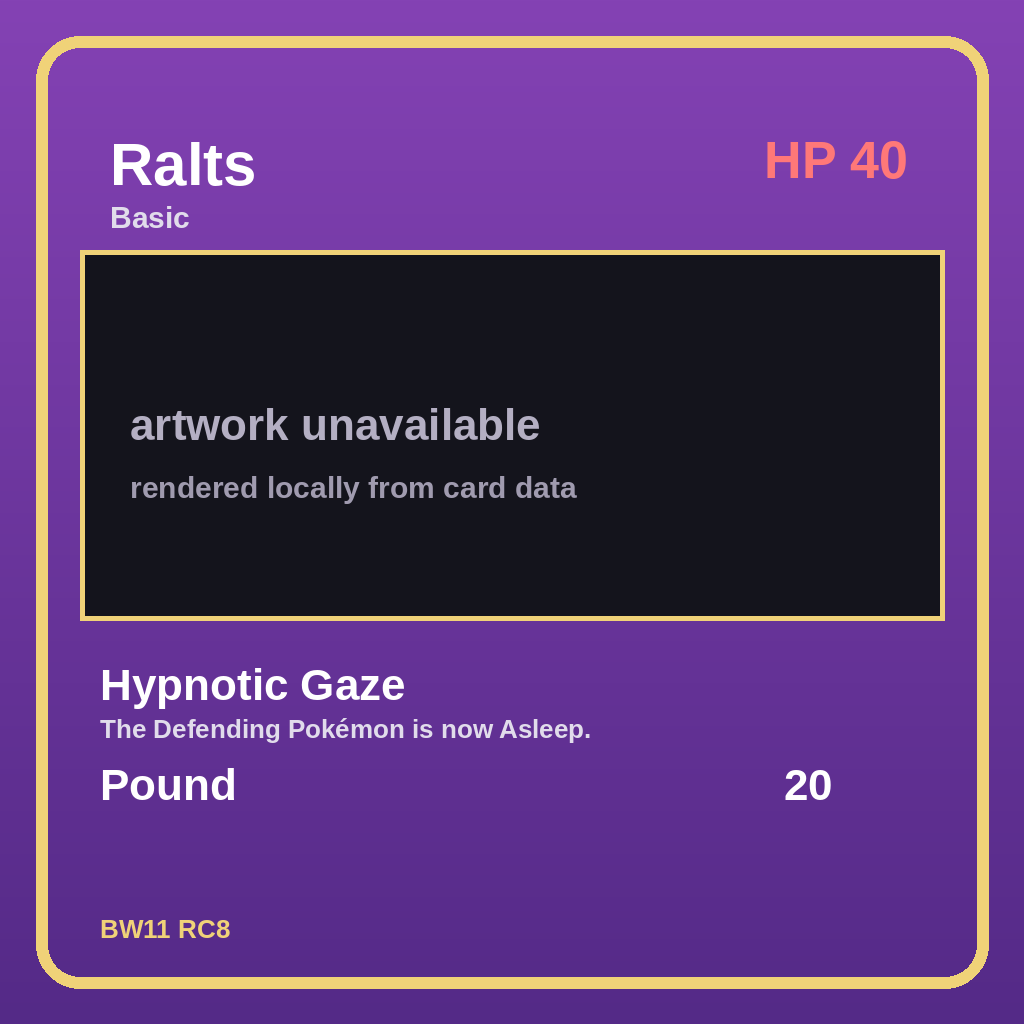 Ralts
HP 40
Basic
artwork unavailable
rendered locally from card data
Hypnotic Gaze
The Defending Pokémon is now Asleep.
Pound 20
BW11 RC8